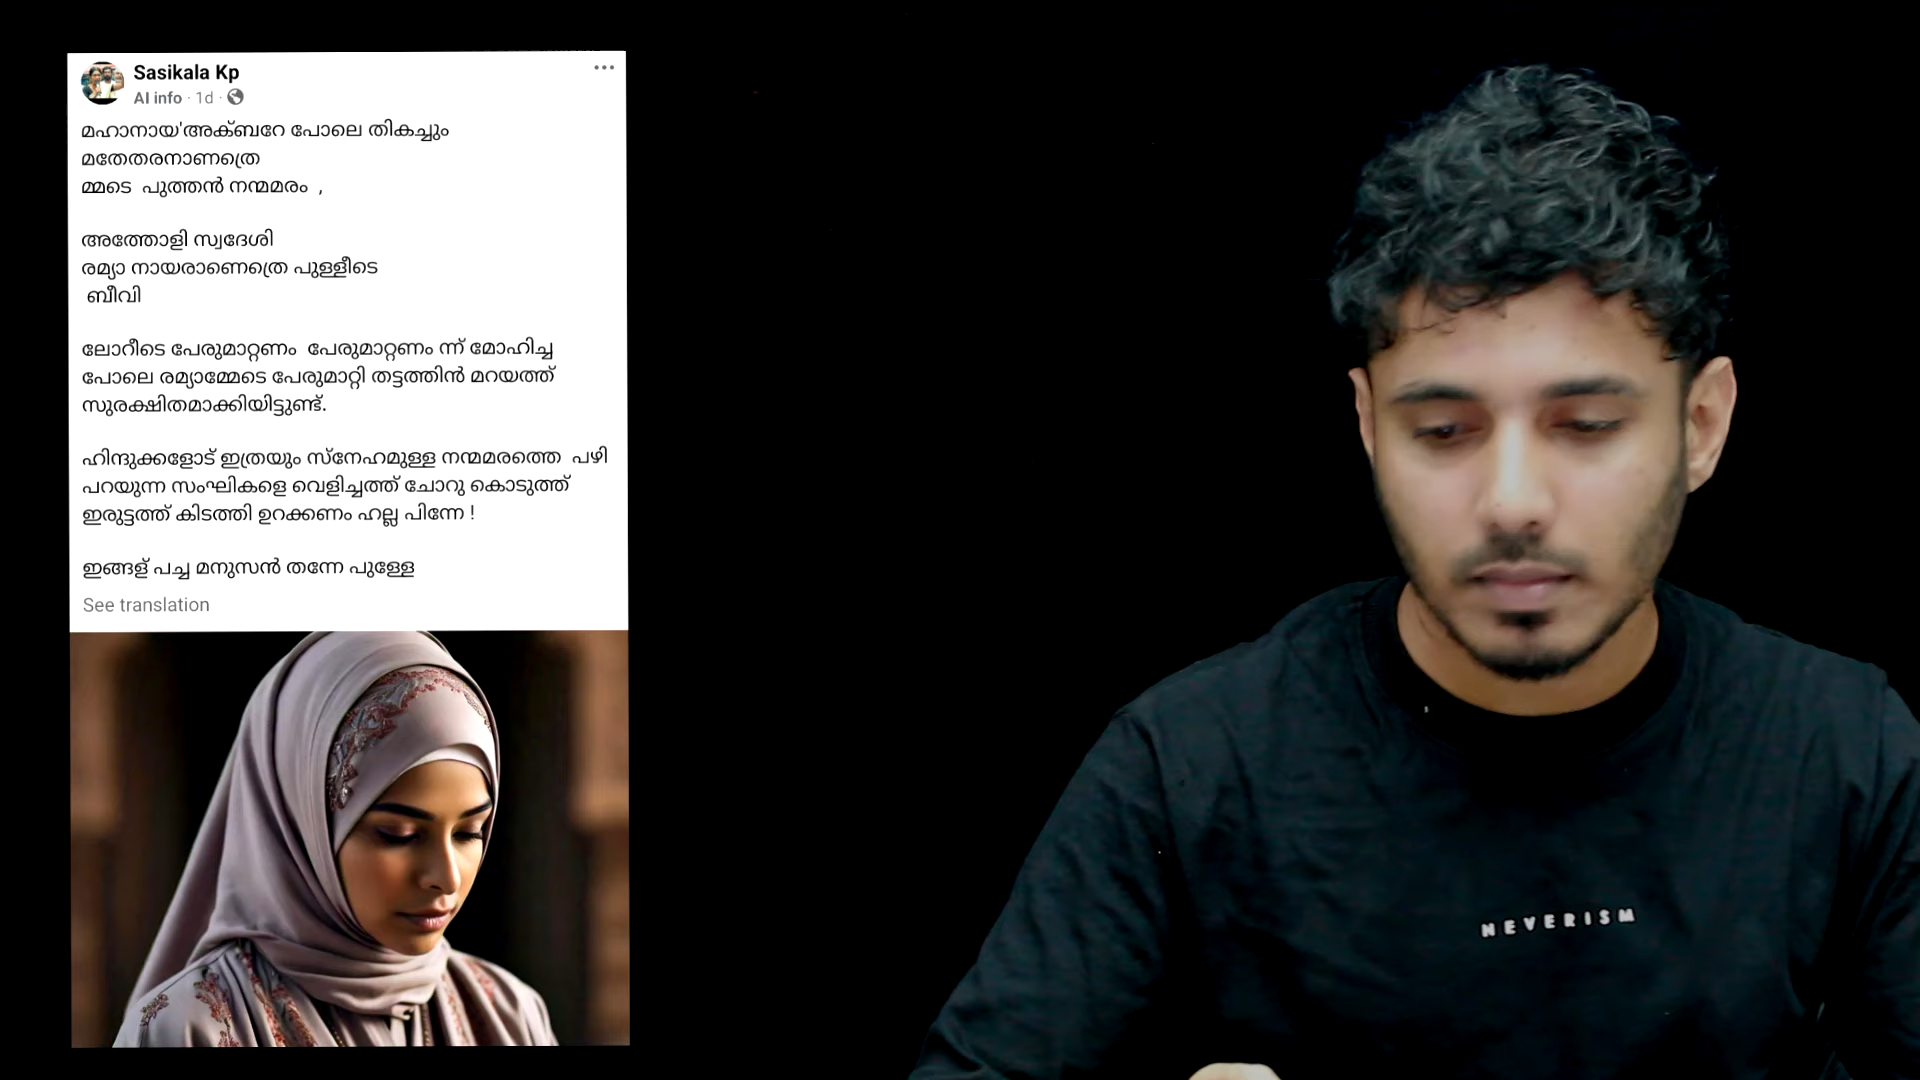 Sasikala Kp
AI info · 1d ·
മഹാനായ'അക്ബറേ പോലെ തികച്ചും
മതേതരനാണത്രെ
മ്മടെ പുത്തൻ നന്മമരം ,
അത്തോളി സ്വദേശി
രമ്യാ നായരാണെത്രെ പുള്ളീടെ
ബീവി
ലോറീടെ പേരുമാറ്റണം പേരുമാറ്റണം ന്ന് മോഹിച്ച
പോലെ രമ്യാമ്മേടെ പേരുമാറ്റി തട്ടത്തിൻ മറയത്ത്
സുരക്ഷിതമാക്കിയിട്ടുണ്ട്.
ഹിന്ദുക്കളോട് ഇത്രയും സ്നേഹമുള്ള നന്മമരത്തെ പഴി
പറയുന്ന സംഘികളെ വെളിച്ചത്ത് ചോറു കൊടുത്ത്
ഇരുട്ടത്ത് കിടത്തി ഉറക്കണം ഹല്ല പിന്നേ !
ഇങ്ങള് പച്ച മനുസൻ തന്നേ പുള്ളേ
See translation
NEVERISM